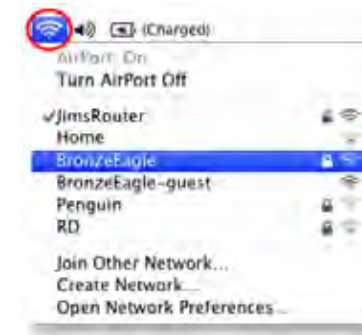 (Charged)
AirPort: On
Turn AirPort Off
JimsRouter
Home
BronzeEagle
BronzeEagle-guest
Penguin
RD
Join Other Network...
Create Network...
Open Network Preferences...